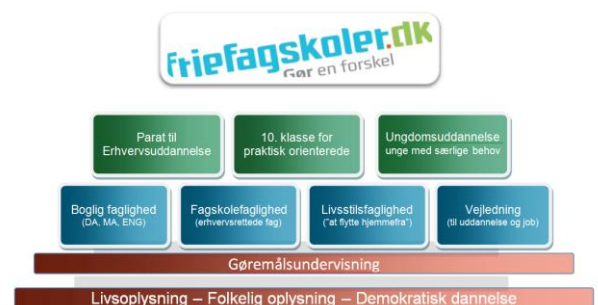 friefagskoler.dk
Gør en forskel
Parat til
Erhvervsuddannelse
10. klasse for
praktisk orienterede
Ungdomsuddannelse
unge med særlige behov
Boglig faglighed
(DA, MA, ENG)
Fagskolefaglighed
(erhvervsrettede fag)
Livsstilsfaglighed
("at flytte hjemmefra")
Vejledning
(til uddannelse og job)
Gøremålsundervisning
Livsoplysning – Folkelig oplysning – Demokratisk dannelse